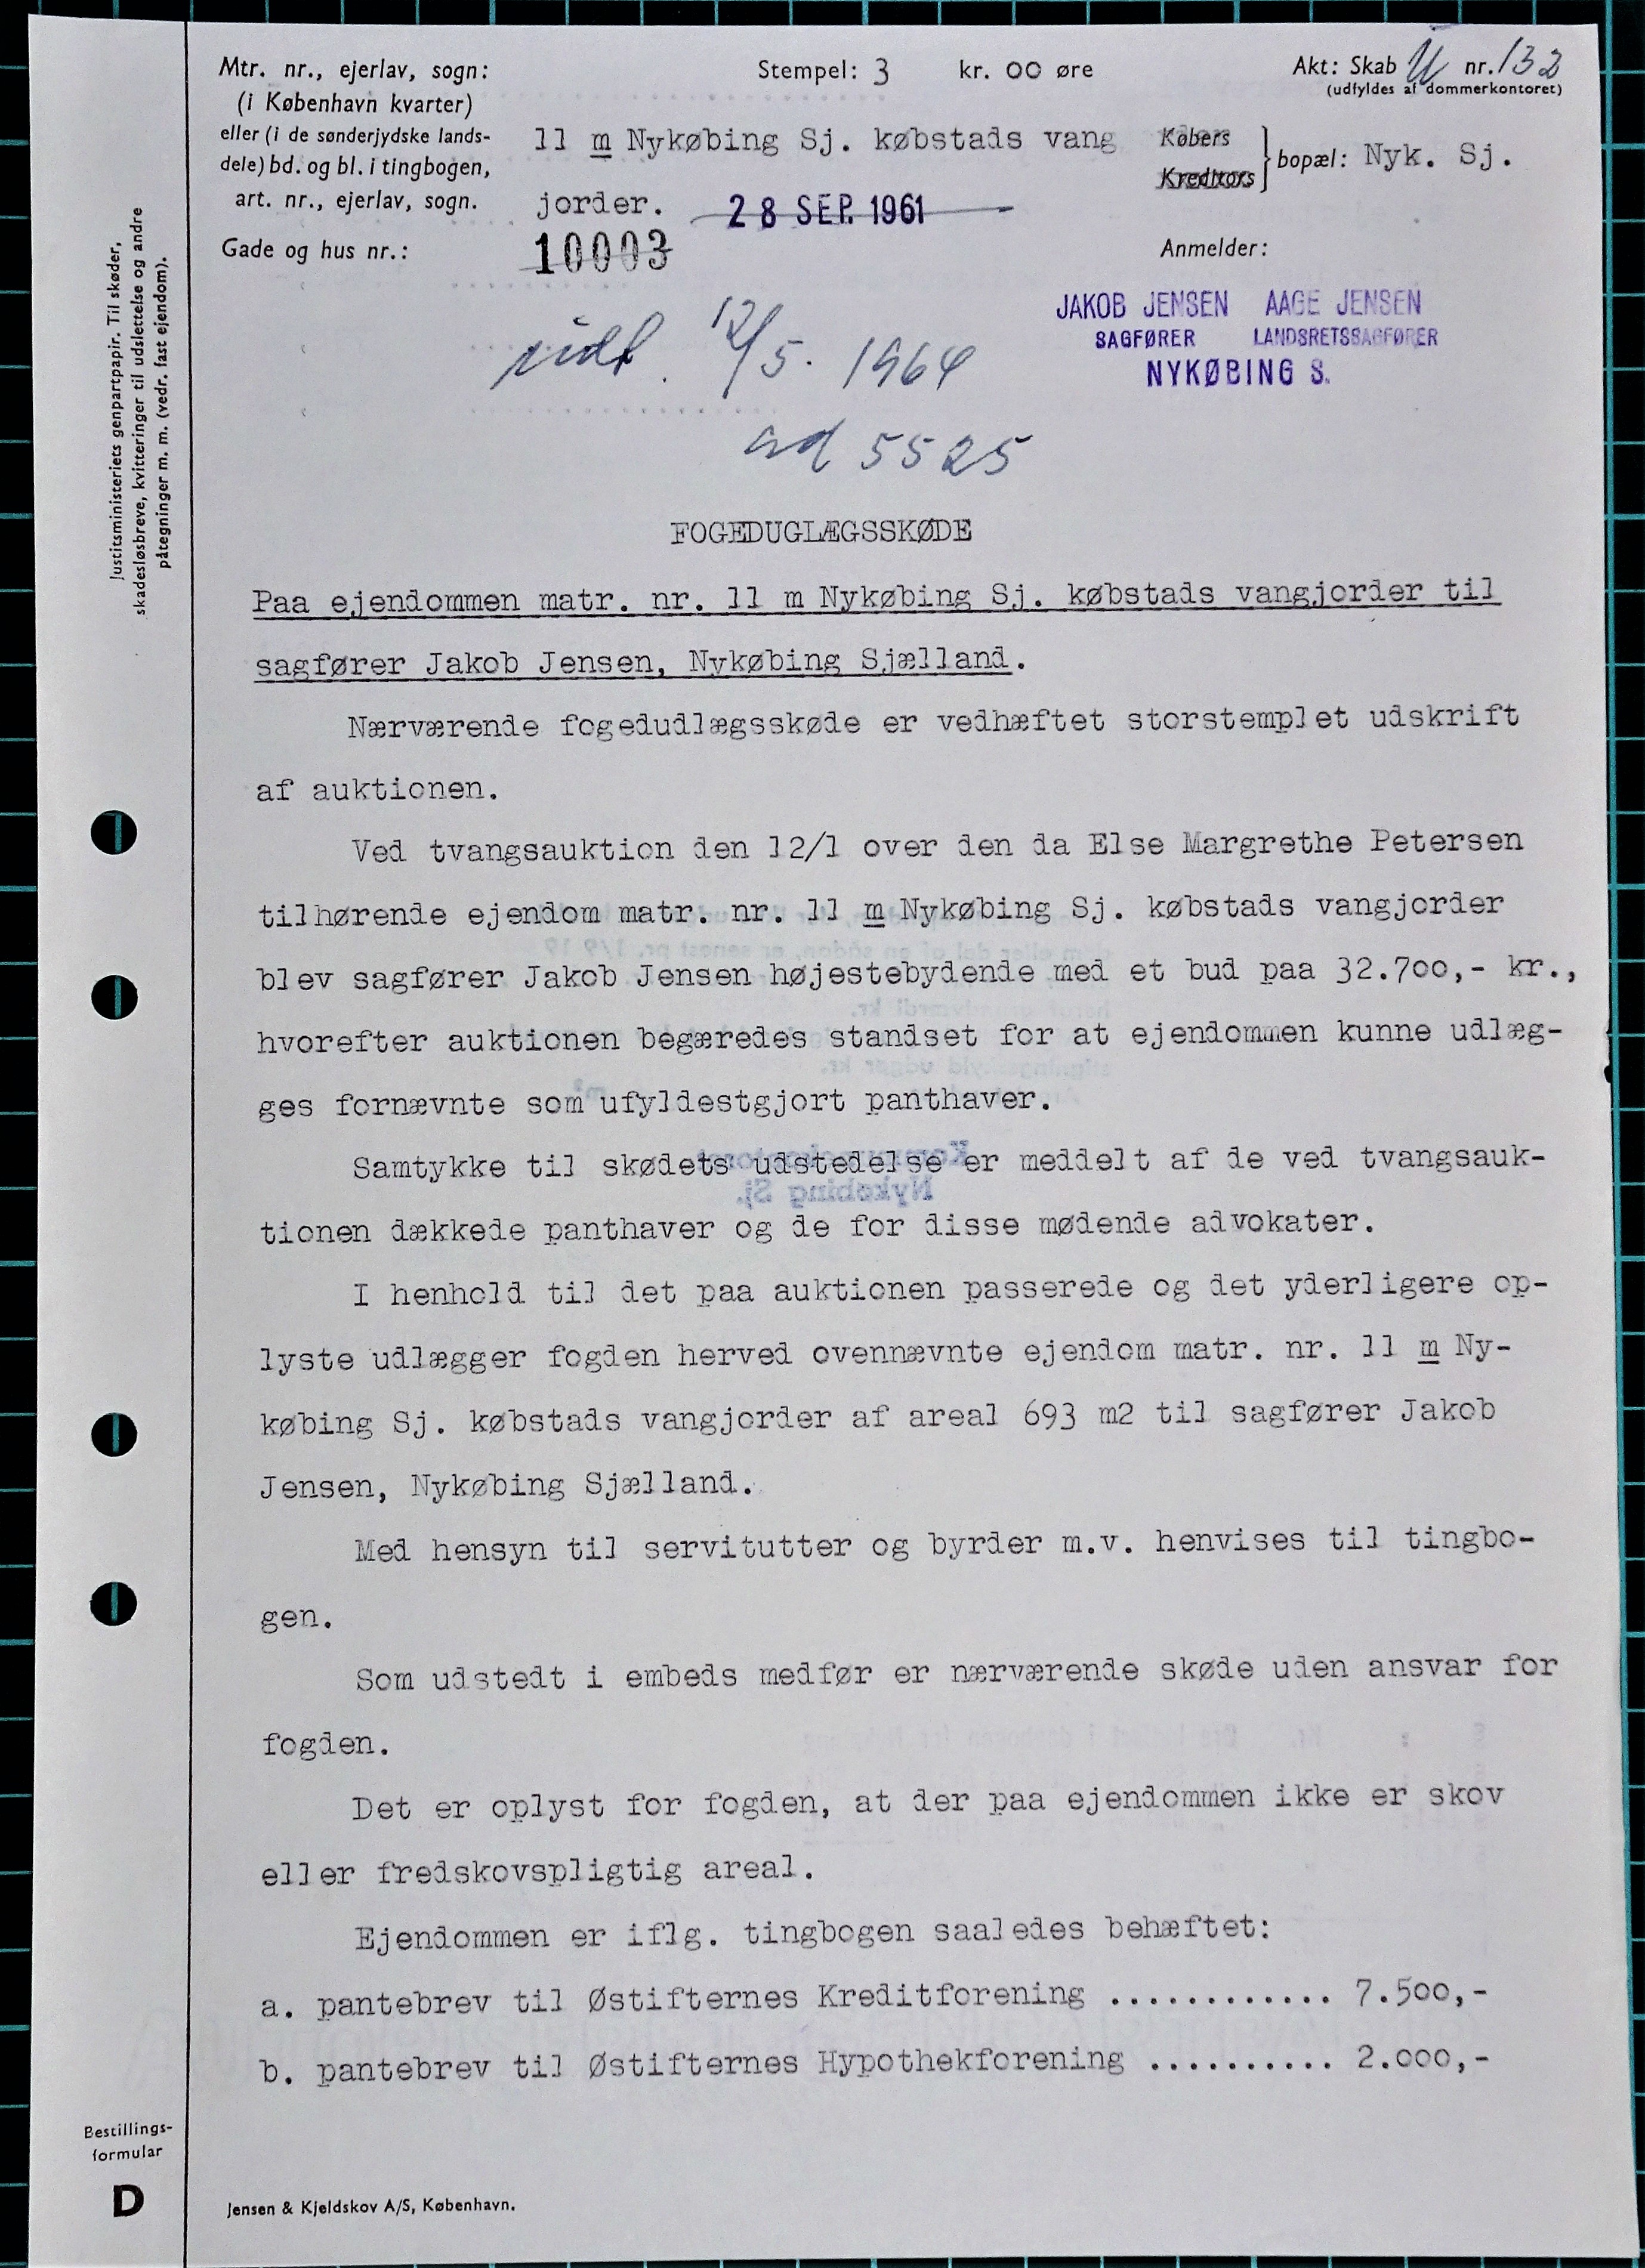 Mtr. nr., ejerlav, sogn:
(i København kvarter)
eller (i de sønderjydske lands-
dele) bd. og bl. i tingbogen,
art. nr., ejerlav, sogn.
Gade og hus nr.:
Stempel: 3 kr. 00 øre
Akt: Skab U nr. 132
(udfyldes af dommerkontoret)
11 m Nykøbing Sj. købstads vang
jorder.
28 SEP. 1961
10003
Købers
Kreditors
bopæl: Nyk. Sj.
Anmelder:
JAKOB JENSEN AAGE JENSEN
SAGFØRER LANDSRETSSAGFØRER
NYKØBING S.
12/5. 1964
ad 5525
Justitsministeriets genpartpapir. Til skøder,
skadesløsbreve, kvitteringer til udslettelse og andre
påtegninger m. m. (vedr. fast ejendom).
FOGEDUGLÆGSSKØDE
Paa ejendommen matr. nr. 11 m Nykøbing Sj. købstads vangjorder til
sagfører Jakob Jensen, Nykøbing Sjælland.
Nærværende fogedudlægsskøde er vedhæftet storstemplet udskrift
af auktionen.
Ved tvangsauktion den 12/1 over den da Else Margrethe Petersen
tilhørende ejendom matr. nr. 11 m Nykøbing Sj. købstads vangjorder
blev sagfører Jakob Jensen højestebydende med et bud paa 32.700,- kr.,
hvorefter auktionen begæredes standset for at ejendommen kunne udlæg-
ges fornævnte som ufyldestgjort panthaver.
Samtykke til skødets udstedelse er meddelt af de ved tvangsauk-
tionen dækkede panthaver og de for disse mødende advokater.
I henhold til det paa auktionen passerede og det yderligere op-
lyste udlægger fogden herved ovennævnte ejendom matr. nr. 11 m Ny-
købing Sj. købstads vangjorder af areal 693 m2 til sagfører Jakob
Jensen, Nykøbing Sjælland.
Med hensyn til servitutter og byrder m.v. henvises til tingbo-
gen.
Som udstedt i embeds medfør er nærværende skøde uden ansvar for
fogden.
Det er oplyst for fogden, at der paa ejendommen ikke er skov
eller fredskovspligtig areal.
Ejendommen er iflg. tingbogen saaledes behæftet:
a. pantebrev til Østifternes Kreditforening ............ 7.500,-
b. pantebrev til Østifternes Hypothekforening .......... 2.000,-
Bestillings-
formular
D
Jensen & Kjeldskov A/S, København.